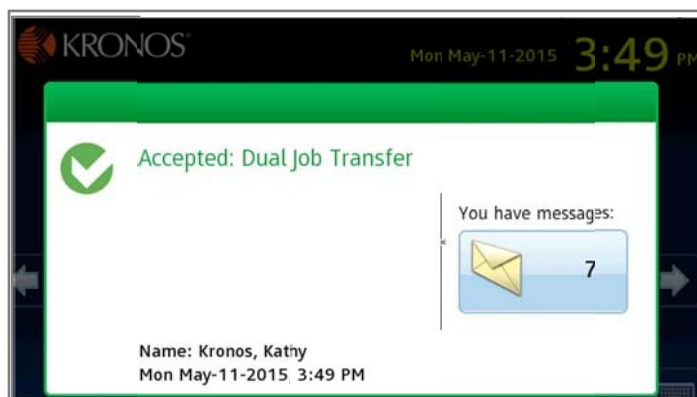 KRONOS
Mon May-11-2015 3:49 PM
Accepted: Dual Job Transfer
You have messages:
7
Name: Kronos, Kathy
Mon May-11-2015 3:49 PM